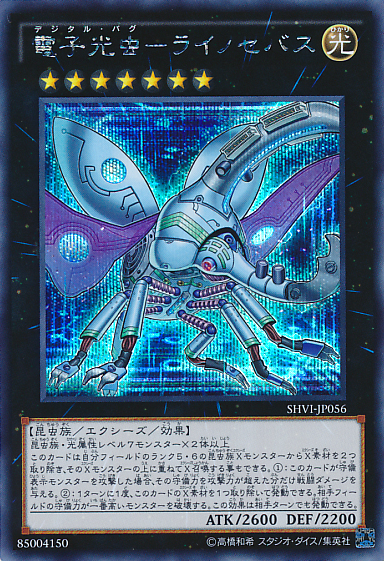 デジタル・バグ
電子光虫－ライノセバス
ひかり
光
SHVI-JP056
【昆虫族／エクシーズ／効果】
昆虫族・光属性レベル7モンスター×2体以上
このカードは自分フィールドのランク5・6の昆虫族XモンスターからX素材を2つ
取り除き、そのXモンスターの上に重ねてX召喚する事もできる。①：このカードが守備
表示モンスターを攻撃した場合、その守備力を攻撃力が超えた分だけ戦闘ダメージ
を与える。②：1ターンに1度、このカードのX素材を1つ取り除いて発動できる。相手フィー
ルドの守備力が一番高いモンスターを破壊する。この効果は相手ターンでも発動できる。
ATK/2600 DEF/2200
85004150
©高橋和希 スタジオ・ダイス/集英社